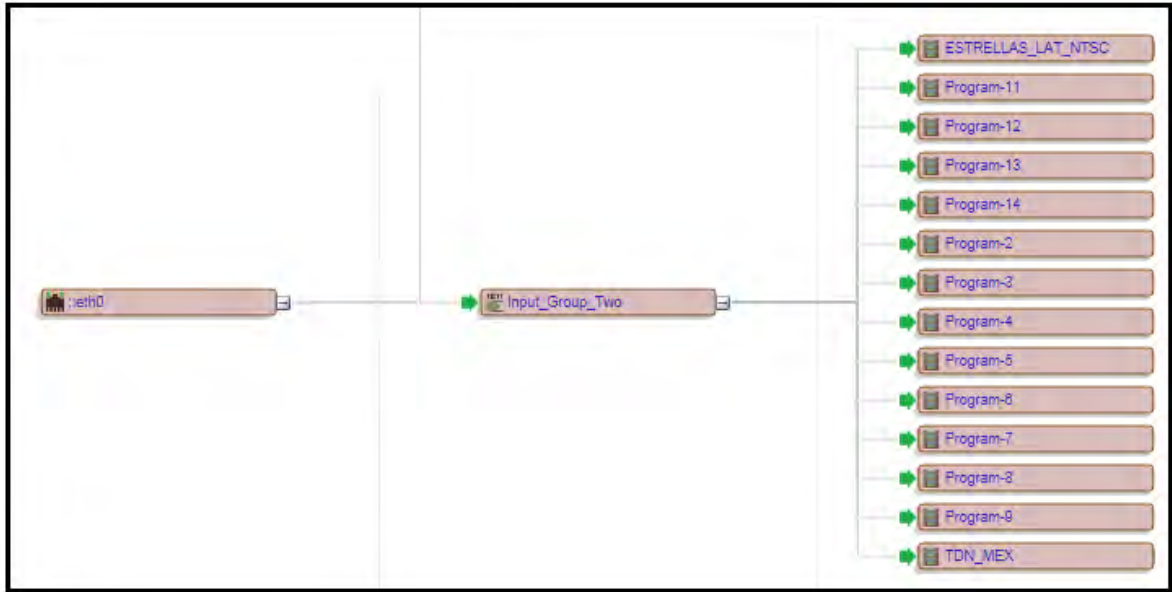 ESTRELLAS_LAT_NTSC
Program-11
Program-12
Program-13
Program-14
Program-2
Program-3
::eth0
Input_Group_Two
Program-4
Program-5
Program-6
Program-7
Program-8
Program-9
TDN_MEX